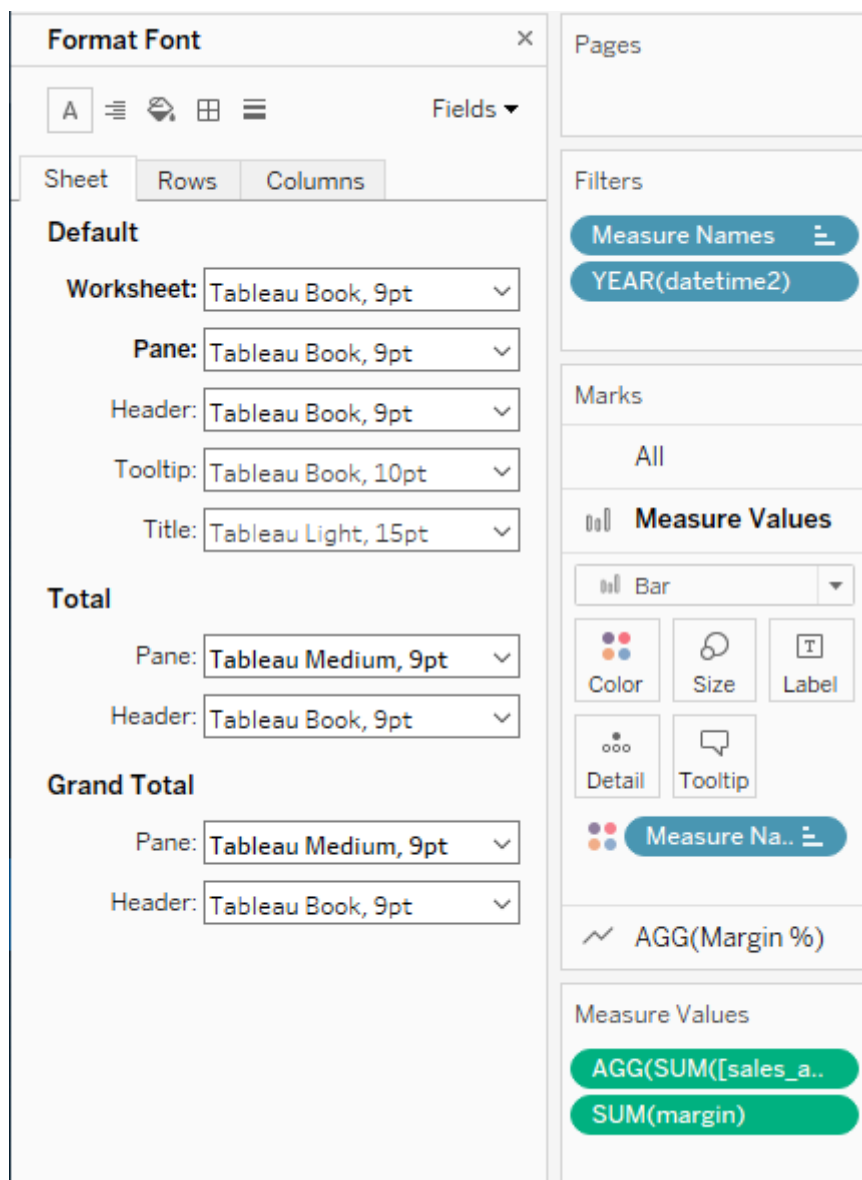 Format Font ×
A Fields
Sheet Rows Columns
Default
Worksheet: Tableau Book, 9pt
Pane: Tableau Book, 9pt
Header: Tableau Book, 9pt
Tooltip: Tableau Book, 10pt
Title: Tableau Light, 15pt
Total
Pane: Tableau Medium, 9pt
Header: Tableau Book, 9pt
Grand Total
Pane: Tableau Medium, 9pt
Header: Tableau Book, 9pt
Pages
Filters
Measure Names
YEAR(datetime2)
Marks
All
Measure Values
Bar
Color Size T Label
Detail Tooltip
Measure Na..
AGG(Margin %)
Measure Values
AGG(SUM([sales_a..
SUM(margin)